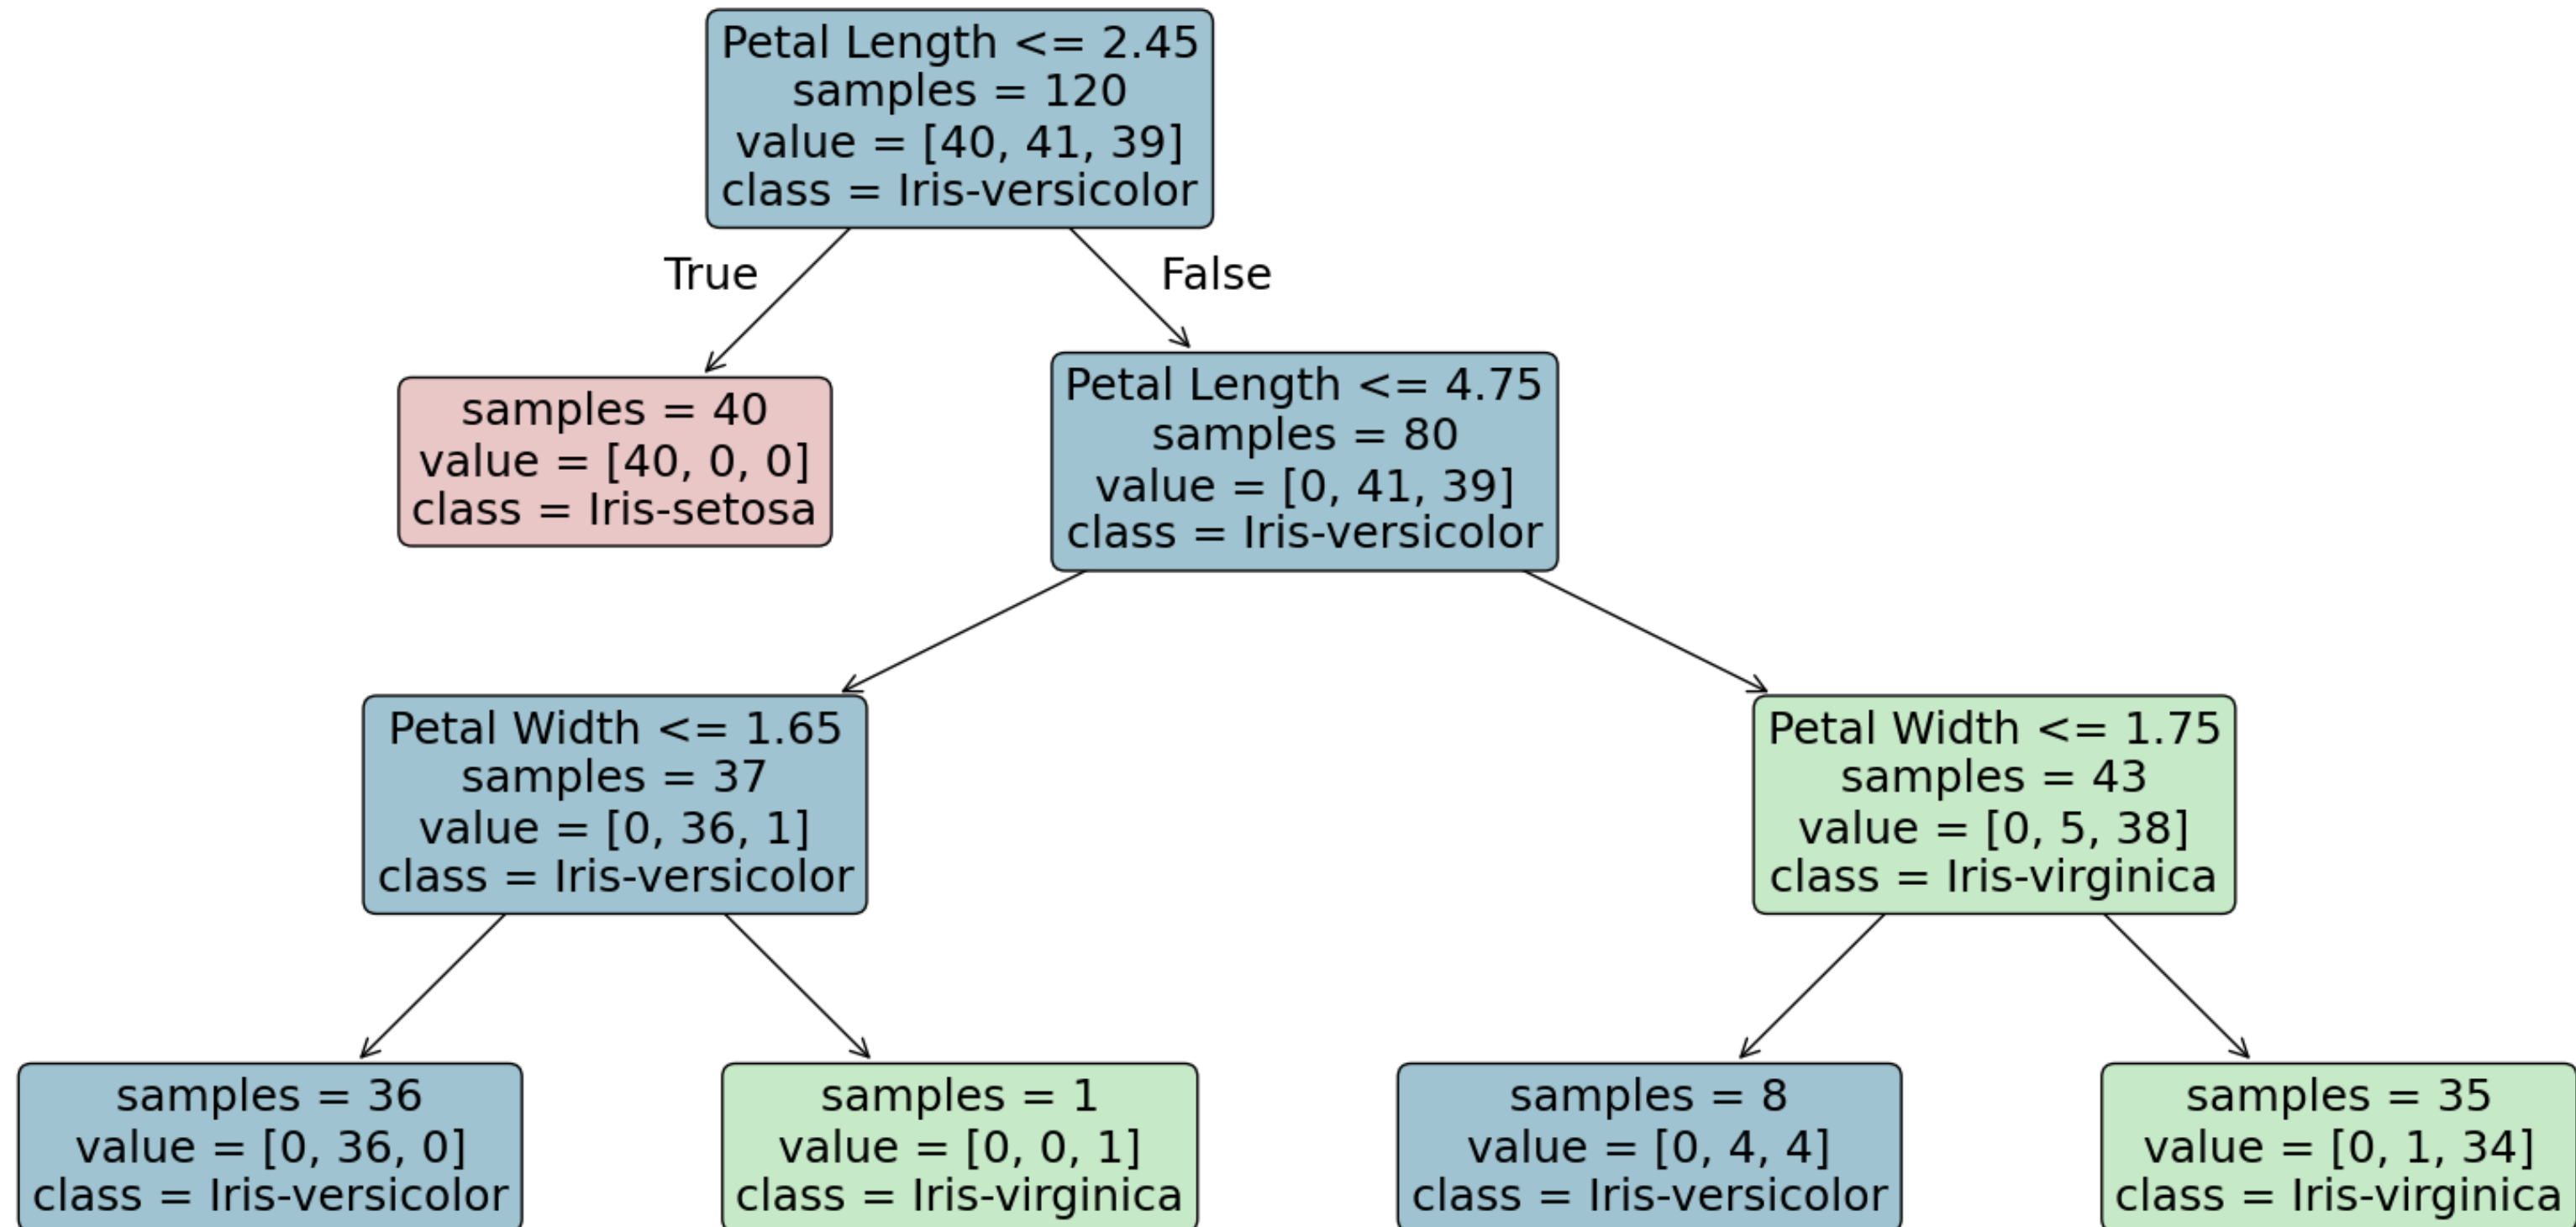 Petal Length <= 2.45
samples = 120
value = [40, 41, 39]
class = Iris-versicolor
True
False
samples = 40
value = [40, 0, 0]
class = Iris-setosa
Petal Length <= 4.75
samples = 80
value = [0, 41, 39]
class = Iris-versicolor
Petal Width <= 1.65
samples = 37
value = [0, 36, 1]
class = Iris-versicolor
Petal Width <= 1.75
samples = 43
value = [0, 5, 38]
class = Iris-virginica
samples = 36
value = [0, 36, 0]
class = Iris-versicolor
samples = 1
value = [0, 0, 1]
class = Iris-virginica
samples = 8
value = [0, 4, 4]
class = Iris-versicolor
samples = 35
value = [0, 1, 34]
class = Iris-virginica